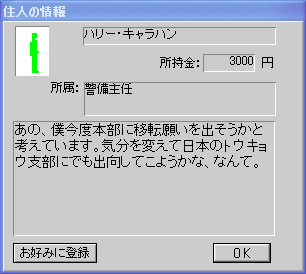 住人の情報
ハリー・キャラハン
所持金: 3000 円
所属: 警備主任
あの、僕今度本部に移転願いを出そうかと
考えています。気分を変えて日本のトウキョ
ウ支部にでも出向してこようかな、なんて。
お好みに登録
OK